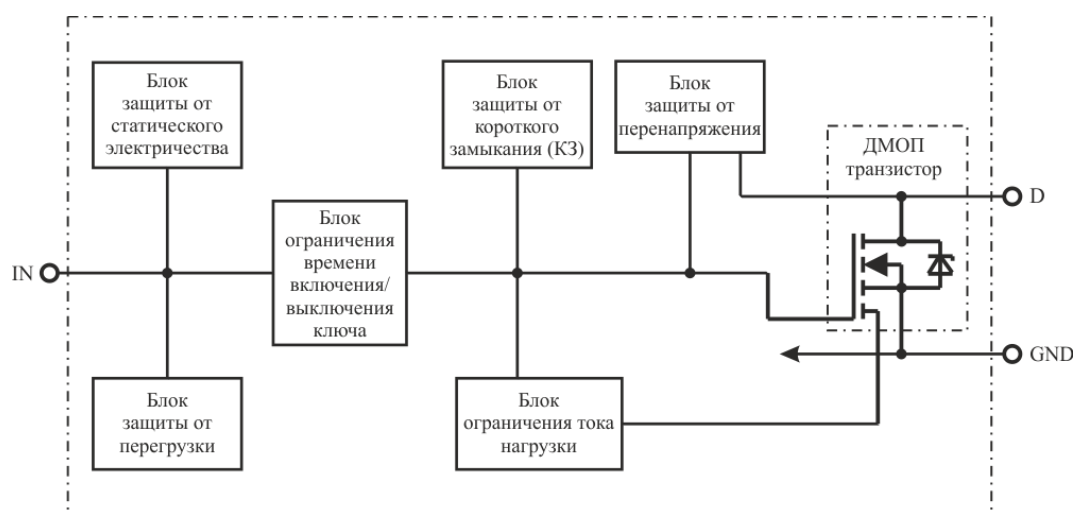 Блок
защиты от
статического
электричества
Блок
защиты от
короткого
замыкания (КЗ)
Блок
защиты от
перенапряжения
ДМОП
транзистор
D
Блок
ограничения
времени
включения/
выключения
ключа
IN
GND
Блок
защиты от
перегрузки
Блок
ограничения тока
нагрузки